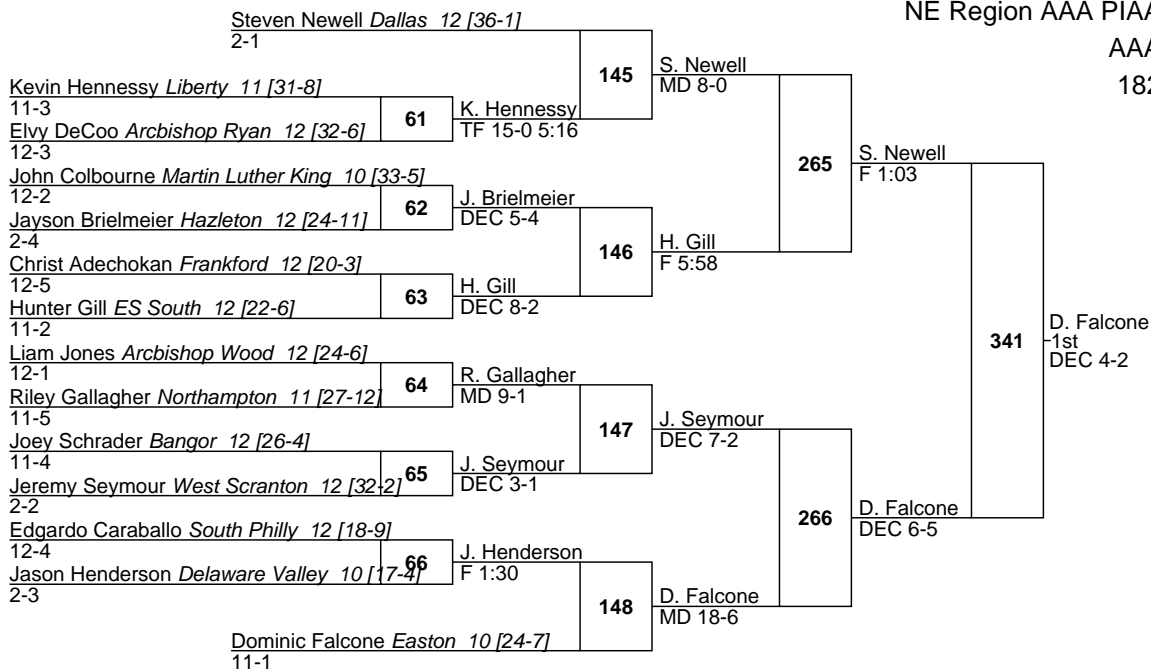 NE Region AAA PIAA
AAA
182
Steven Newell Dallas 12 [36-1]
2-1
Kevin Hennessy Liberty 11 [31-8]
11-3
Elvy DeCoo Arcbishop Ryan 12 [32-6]
12-3
John Colbourne Martin Luther King 10 [33-5]
12-2
Jayson Brielmeier Hazleton 12 [24-11]
2-4
Christ Adechokan Frankford 12 [20-3]
12-5
Hunter Gill ES South 12 [22-6]
11-2
Liam Jones Arcbishop Wood 12 [24-6]
12-1
Riley Gallagher Northampton 11 [27-12]
11-5
Joey Schrader Bangor 12 [26-4]
11-4
Jeremy Seymour West Scranton 12 [32-2]
2-2
Edgardo Caraballo South Philly 12 [18-9]
12-4
Jason Henderson Delaware Valley 10 [17-4]
2-3
Dominic Falcone Easton 10 [24-7]
11-1
61
K. Hennessy
TF 15-0 5:16
62
J. Brielmeier
DEC 5-4
63
H. Gill
DEC 8-2
64
R. Gallagher
MD 9-1
65
J. Seymour
DEC 3-1
66
J. Henderson
F 1:30
145
S. Newell
MD 8-0
146
H. Gill
F 5:58
147
J. Seymour
DEC 7-2
148
D. Falcone
MD 18-6
265
S. Newell
F 1:03
266
D. Falcone
DEC 6-5
341
D. Falcone
1st
DEC 4-2